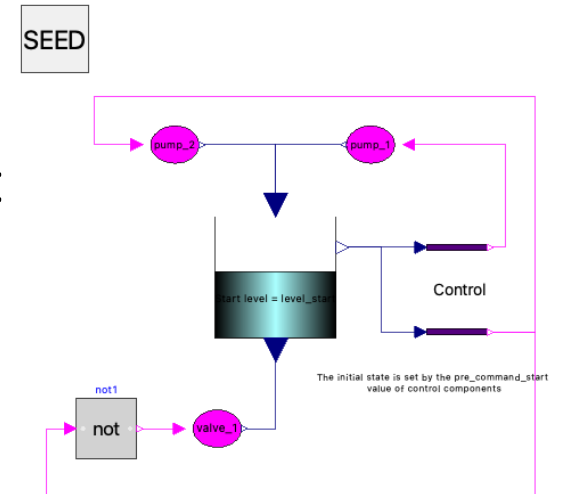 SEED
pump_2
pump_1
start level = level_start
Control
The initial state is set by the pre_command_start
value of control components
not1
not
valve_1